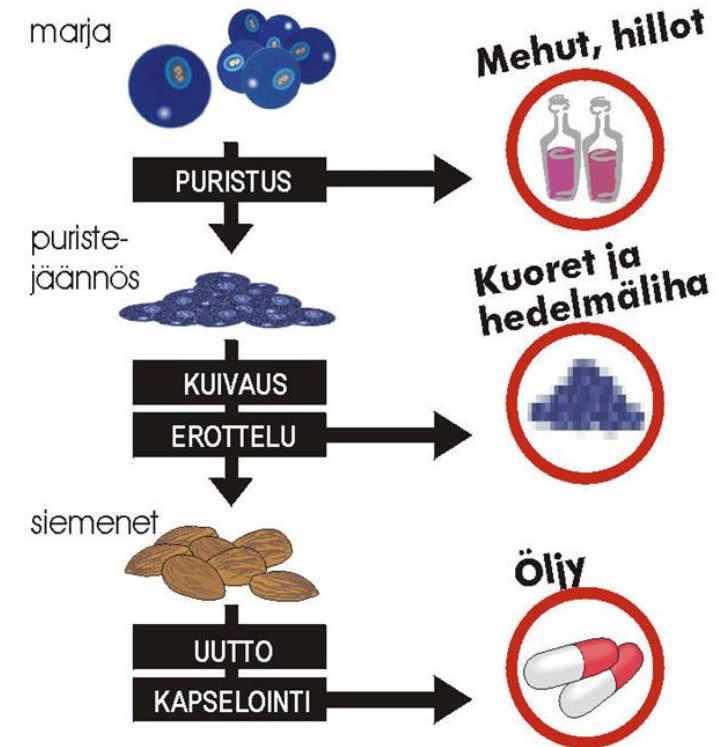 marja
Mehut, hillot
PURISTUS
puriste-
jäännös
Kuoret ja
hedelmäliha
KUIVAUS
EROTTELU
siemenet
Öljy
UUTTO
KAPSELOINTI